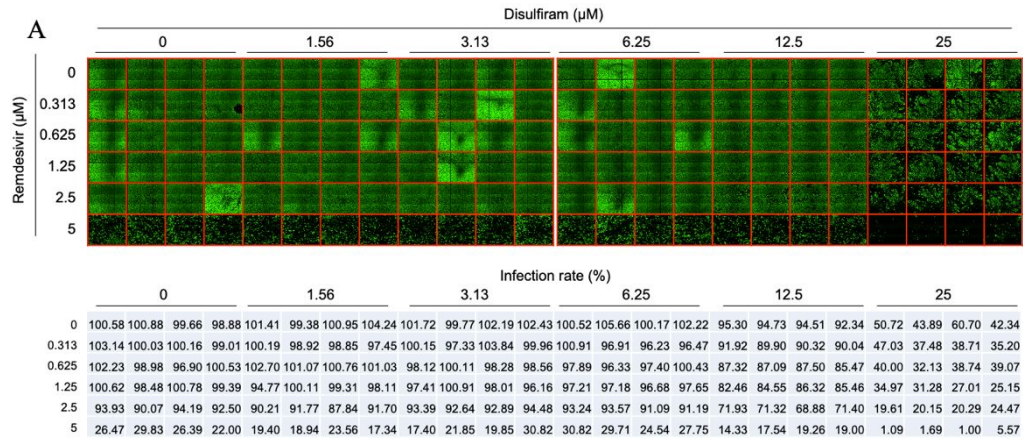 A
Disulfiram (μM)
0 1.56 3.13 6.25 12.5 25
Remdesivir (μM)
0
0.313
0.625
1.25
2.5
5
Infection rate (%)
0 1.56 3.13 6.25 12.5 25
0 100.58 100.88 99.66 98.88 101.41 99.38 100.95 104.24 101.72 99.77 102.19 102.43 100.52 105.66 100.17 102.22 95.30 94.73 94.51 92.34 50.72 43.89 60.70 42.34
0.313 103.14 100.03 100.16 99.01 100.19 98.92 98.85 97.45 100.15 97.33 103.84 99.96 100.91 96.91 96.23 96.47 91.92 89.90 90.32 90.04 47.03 37.48 38.71 35.20
0.625 102.23 98.98 96.90 100.53 102.70 101.07 100.76 101.03 98.12 100.11 98.28 98.56 97.89 96.33 97.40 100.43 87.32 87.09 87.50 85.47 40.00 32.13 38.74 39.07
1.25 100.62 98.48 100.78 99.39 94.77 100.11 99.31 98.11 97.41 100.91 98.01 96.16 97.21 97.18 96.68 97.65 82.46 84.55 86.32 85.46 34.97 31.28 27.01 25.15
2.5 93.93 90.07 94.19 92.50 90.21 91.77 87.84 91.70 93.39 92.64 92.89 94.48 93.24 93.57 91.09 91.19 71.93 71.32 68.88 71.40 19.61 20.15 20.29 24.47
5 26.47 29.83 26.39 22.00 19.40 18.94 23.56 17.34 17.40 21.85 19.85 30.82 30.82 29.71 24.54 27.75 14.33 17.54 19.26 19.00 1.09 1.69 1.00 5.57